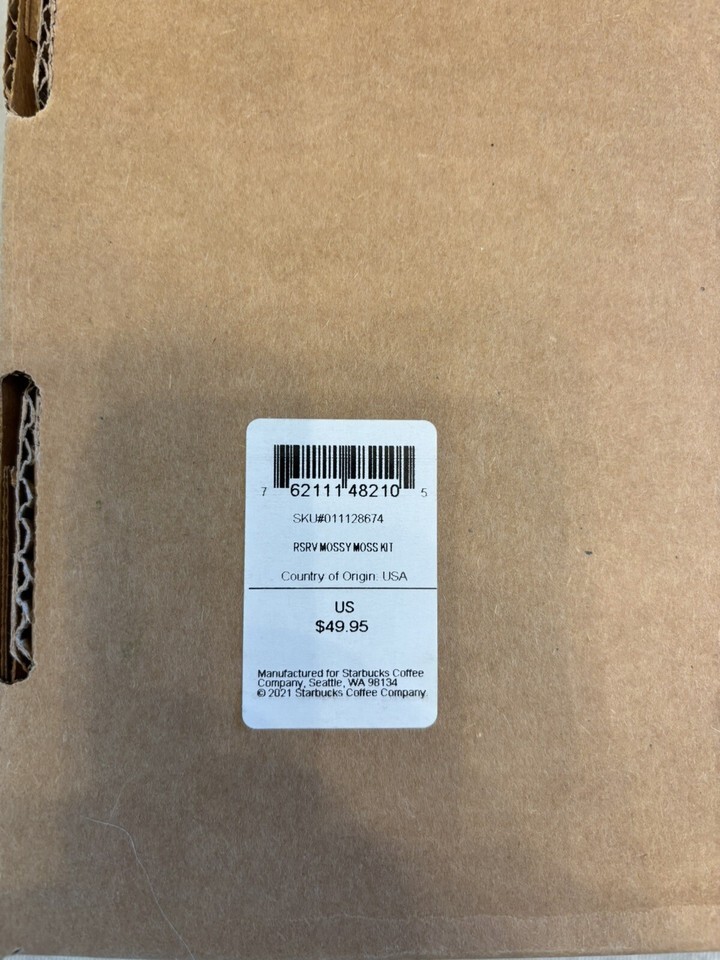 7 62111 48210 5
SKU#011128674
RSRV MOSSY MOSS KIT
Country of Origin: USA
US
$49.95
Manufactured for Starbucks Coffee
Company, Seattle, WA 98134
© 2021 Starbucks Coffee Company